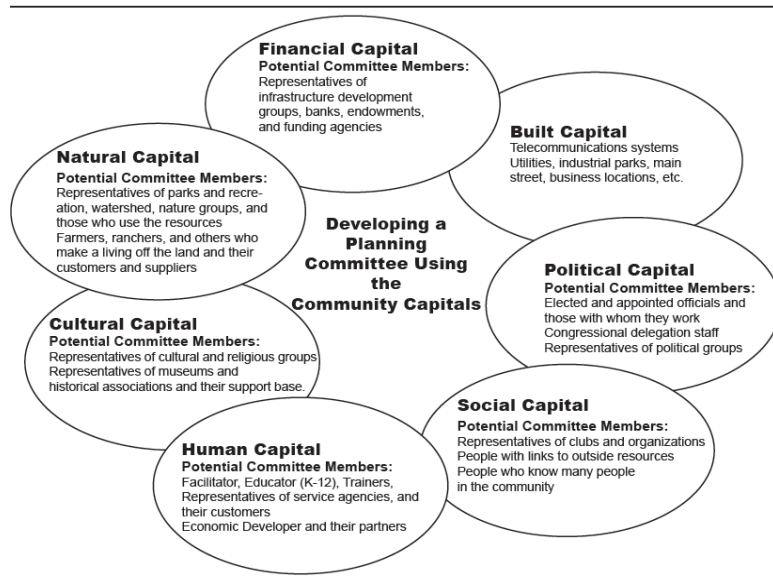 Financial Capital
Potential Committee Members:
Representatives of
infrastructure development
groups, banks, endowments,
and funding agencies
Built Capital
Telecommunications systems
Utilities, industrial parks, main
street, business locations, etc.
Natural Capital
Potential Committee Members:
Representatives of parks and recre-
ation, watershed, nature groups, and
those who use the resources
Farmers, ranchers, and others who
make a living off the land and their
customers and suppliers
Developing a
Planning
Committee Using
the
Community Capitals
Political Capital
Potential Committee Members:
Elected and appointed officials and
those with whom they work
Congressional delegation staff
Representatives of political groups
Cultural Capital
Potential Committee Members:
Representatives of cultural and religious groups
Representatives of museums and
historical associations and their support base.
Social Capital
Potential Committee Members:
Representatives of clubs and organizations
People with links to outside resources
People who know many people
in the community
Human Capital
Potential Committee Members:
Facilitator, Educator (K-12), Trainers,
Representatives of service agencies, and
their customers
Economic Developer and their partners